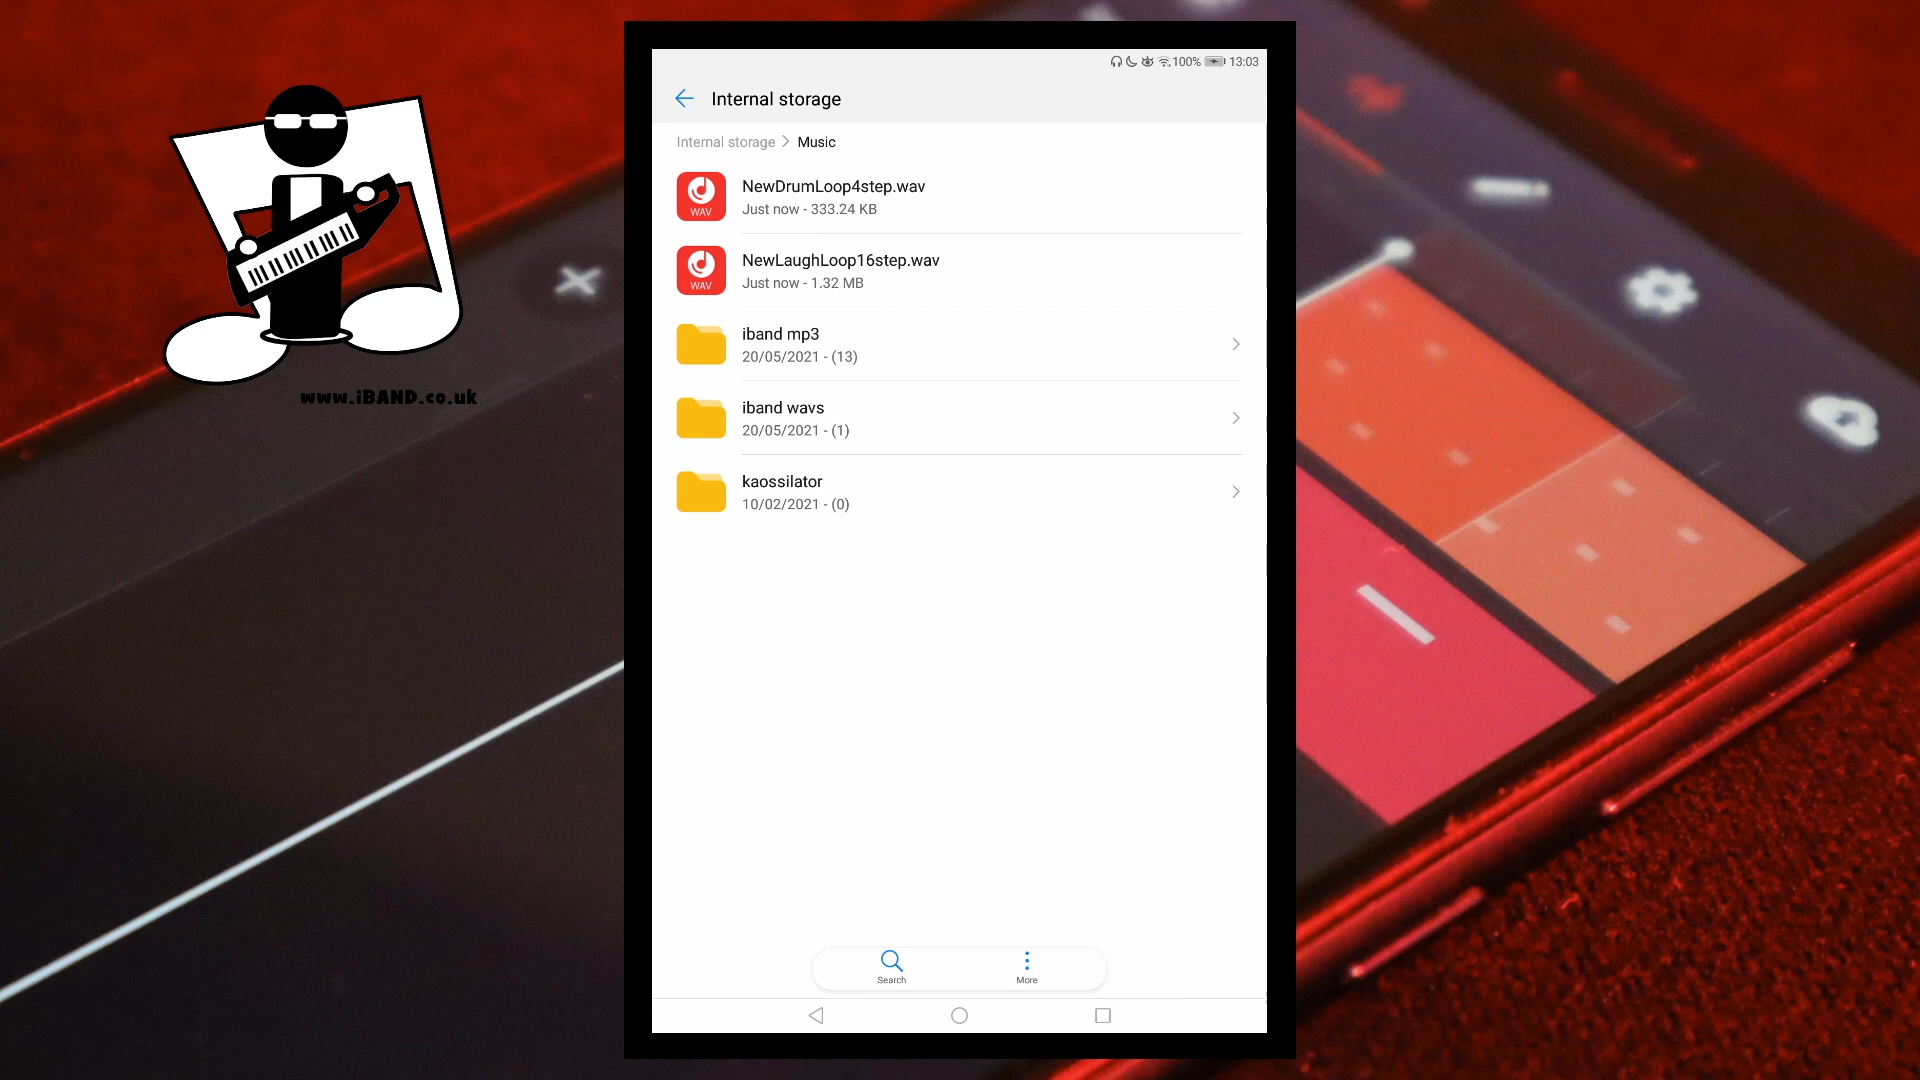 100% 13:03
Internal storage
Internal storage > Music
WAV
NewDrumLoop4step.wav
Just now - 333.24 KB
WAV
NewLaughLoop16step.wav
Just now - 1.32 MB
iband mp3
20/05/2021 - (13)
iband wavs
20/05/2021 - (1)
kaossilator
10/02/2021 - (0)
Search
More
www.iBAND.co.uk